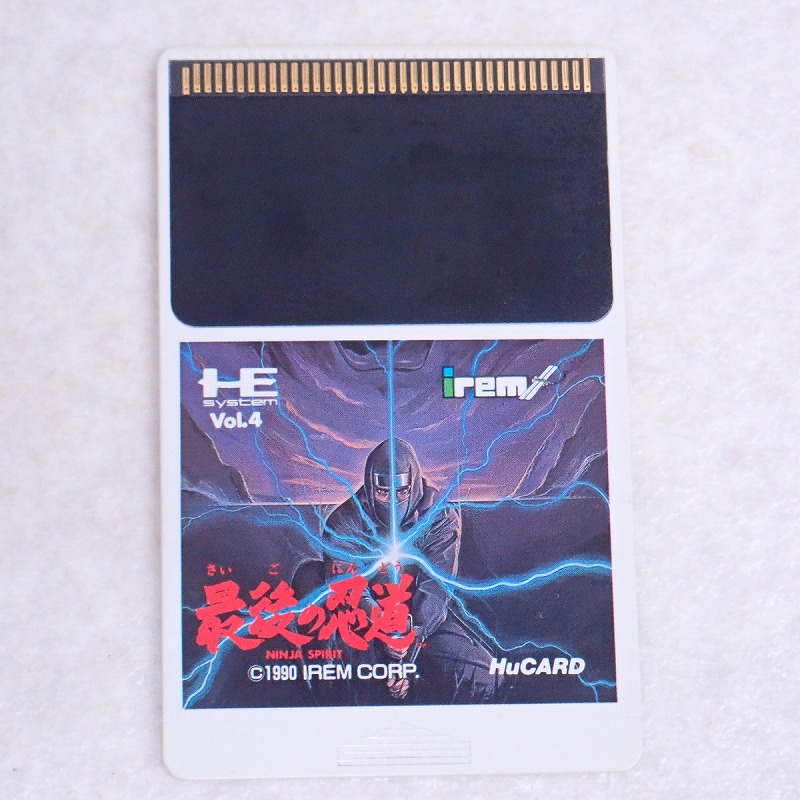 HE
system
Vol.4
irem
さいご にんどう
最後の忍道
™
NINJA SPIRIT
©1990 IREM CORP.
HuCARD